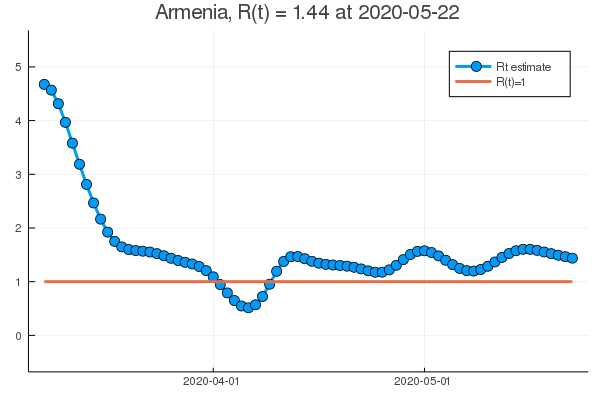 Armenia, R(t) = 1.44 at 2020-05-22
Rt estimate
R(t)=1
5
4
3
2
1
0
2020-04-01
2020-05-01